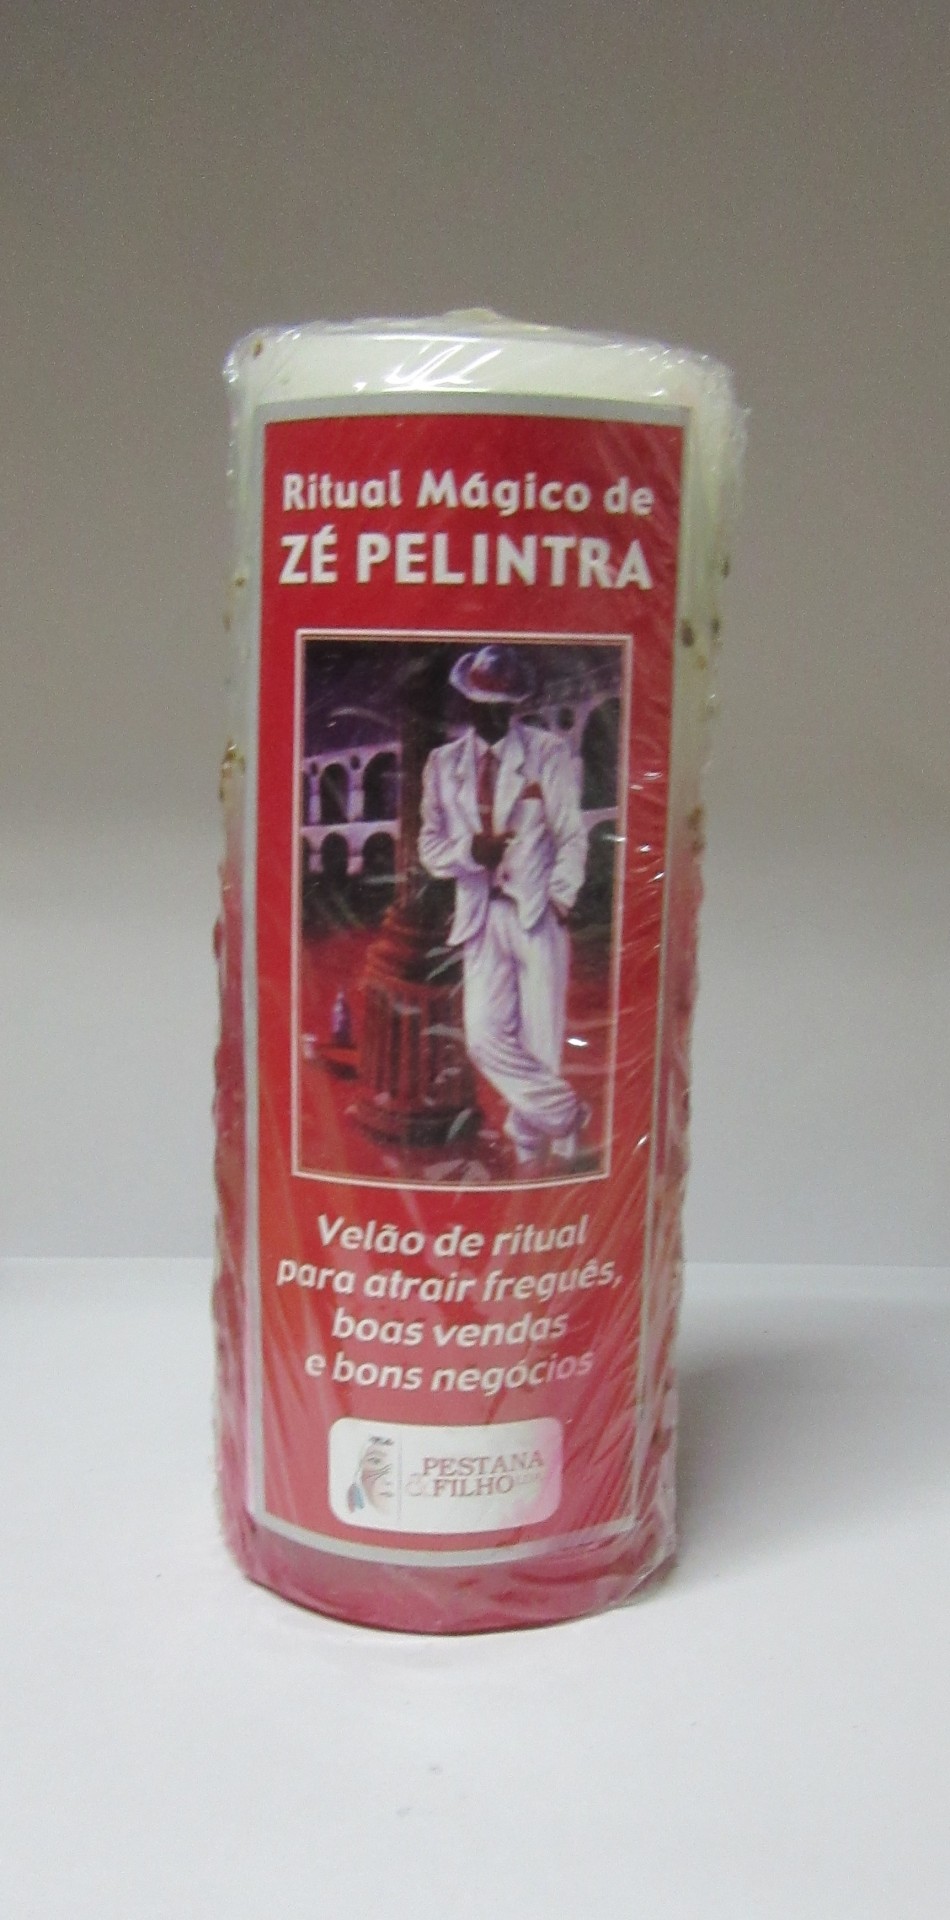 Ritual Mágico de
ZÉ PELINTRA
Velão de ritual
para atrair freguês,
boas vendas
e bons negócios
PESTANA
& FILHO